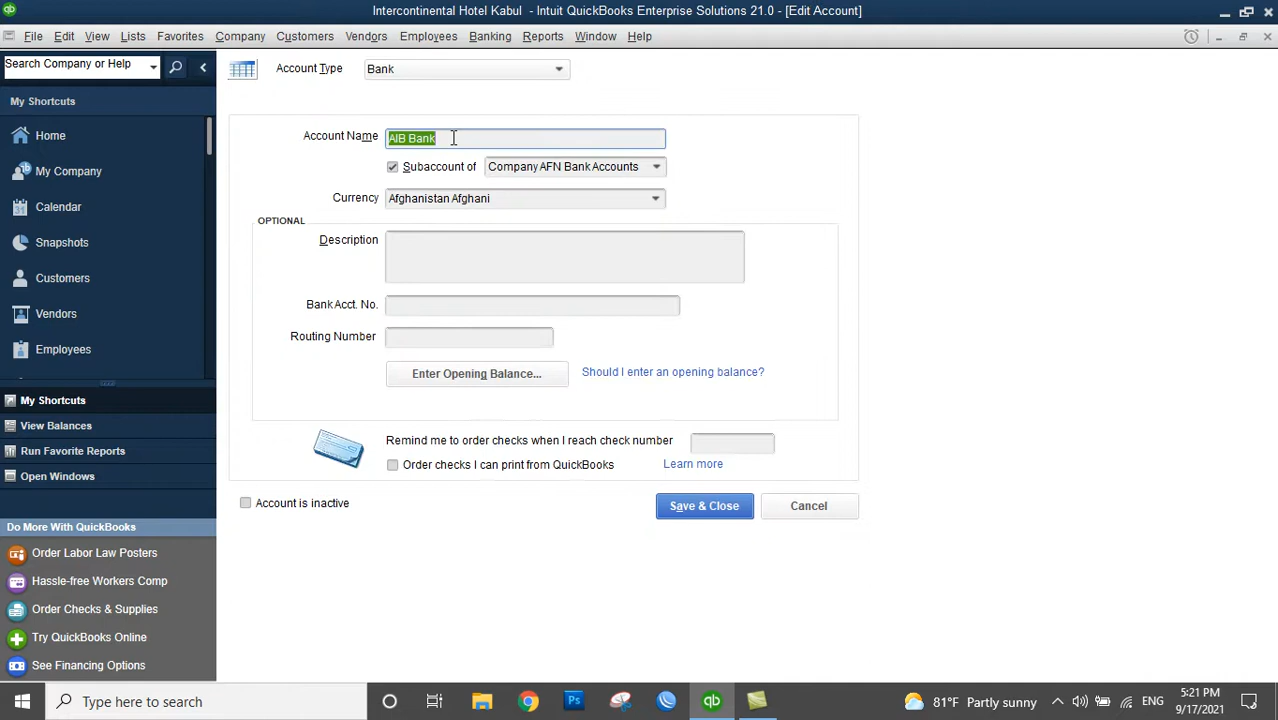 Intercontinental Hotel Kabul - Intuit QuickBooks Enterprise Solutions 21.0 - [Edit Account]
File Edit View Lists Favorites Company Customers Vendors Employees Banking Reports Window Help
Search Company or Help
My Shortcuts
Home
My Company
Calendar
Snapshots
Customers
Vendors
Employees
My Shortcuts
View Balances
Run Favorite Reports
Open Windows
Do More With QuickBooks
Order Labor Law Posters
Hassle-free Workers Comp
Order Checks & Supplies
Try QuickBooks Online
See Financing Options
Account Type Bank
Account Name AIB Bank
Subaccount of Company AFN Bank Accounts
Currency Afghanistan Afghani
OPTIONAL
Description
Bank Acct. No.
Routing Number
Enter Opening Balance... Should I enter an opening balance?
Remind me to order checks when I reach check number
Order checks I can print from QuickBooks Learn more
Account is inactive Save & Close Cancel
Type here to search
Ps
qb
81°F Partly sunny
ENG
5:21 PM
9/17/2021